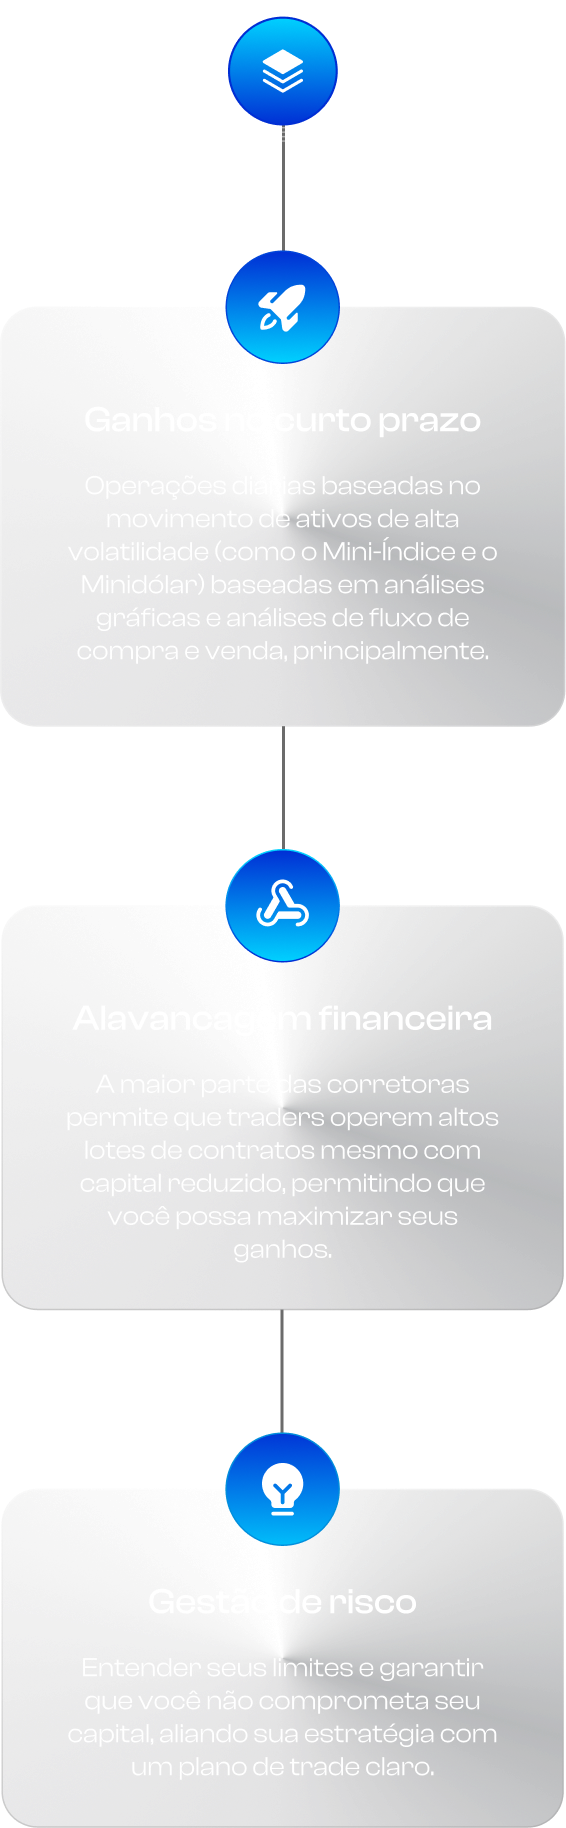 Ganhos no curto prazo
Operações diárias baseadas no
movimento de ativos de alta
volatilidade (como o Mini-Índice e o
Minidólar) baseadas em análises
gráficas e análises de fluxo de
compra e venda, principalmente.
Alavancagem financeira
A maior parte das corretoras
permite que traders operem altos
lotes de contratos mesmo com
capital reduzido, permitindo que
você possa maximizar seus
ganhos.
Gestão de risco
Entender seus limites e garantir
que você não comprometa seu
capital, aliando sua estratégia com
um plano de trade claro.